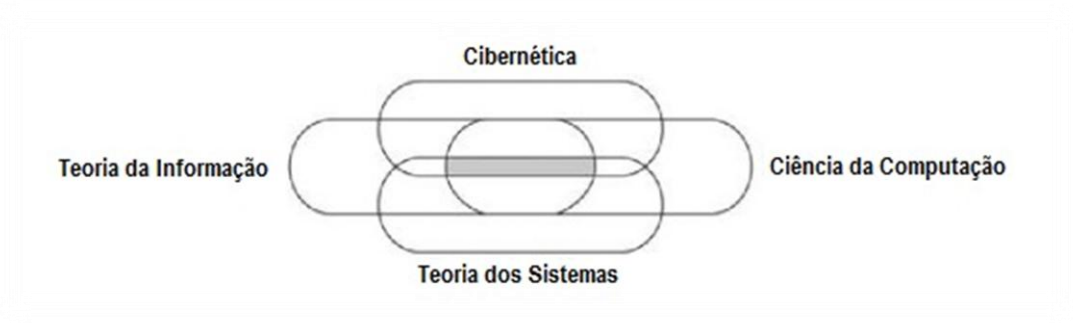 Cibernética
Teoria da Informação
Ciência da Computação
Teoria dos Sistemas